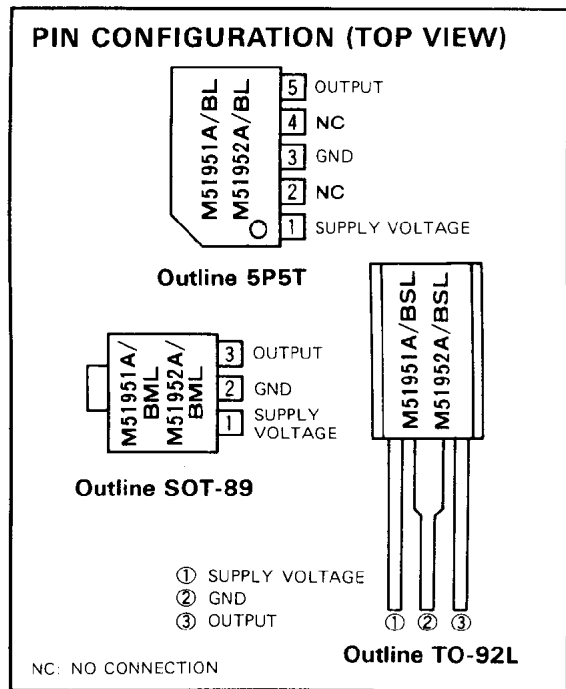 PIN CONFIGURATION (TOP VIEW)
M51951A/BL
M51952A/BL
5 OUTPUT
4 NC
3 GND
2 NC
1 SUPPLY VOLTAGE
Outline 5P5T
M51951A/
BML
M51952A/
BML
3 OUTPUT
2 GND
1 SUPPLY
VOLTAGE
Outline SOT-89
M51951A/BSL
M51952A/BSL
① SUPPLY VOLTAGE
② GND
③ OUTPUT
① ② ③
Outline TO-92L
NC: NO CONNECTION